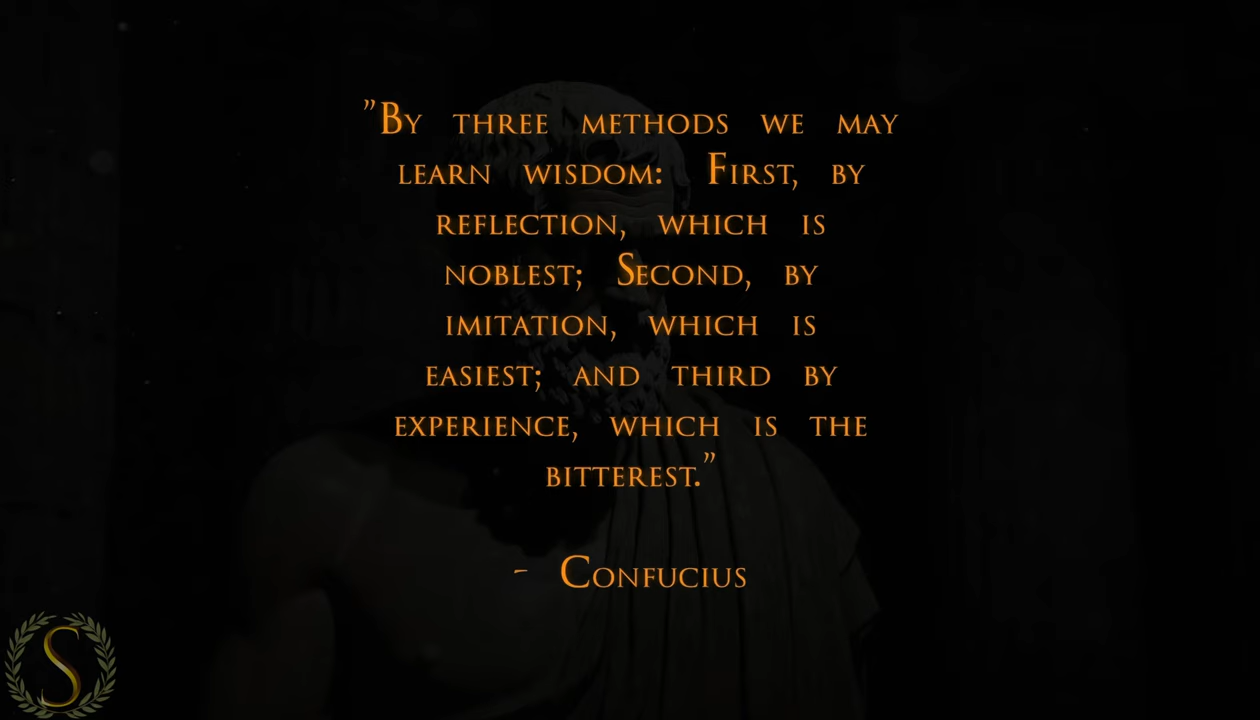 ”By three methods we may
learn wisdom: First, by
reflection, which is
noblest; Second, by
imitation, which is
easiest; and third by
experience, which is the
bitterest.”
- Confucius
S